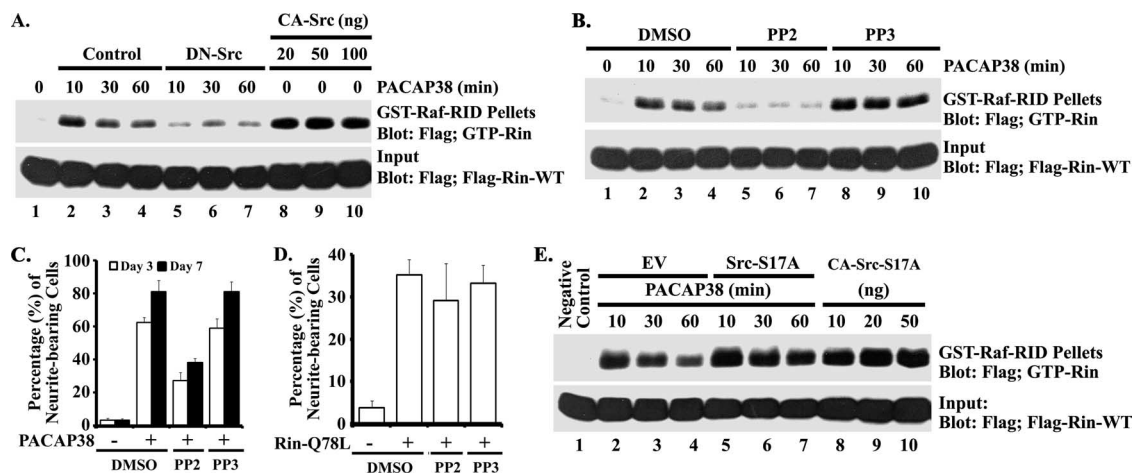 A.
CA-Src (ng)
Control DN-Src 20 50 100
0 10 30 60 10 30 60 0 0 0 PACAP38 (min)
GST-Raf-RID Pellets
Blot: Flag; GTP-Rin
Input
Blot: Flag; Flag-Rin-WT
1 2 3 4 5 6 7 8 9 10
B.
DMSO PP2 PP3
0 10 30 60 10 30 60 10 30 60 PACAP38 (min)
GST-Raf-RID Pellets
Blot: Flag; GTP-Rin
Input
Blot: Flag; Flag-Rin-WT
1 2 3 4 5 6 7 8 9 10
C.
Day 3 Day 7
Percentage (%) of
Neurite-bearing Cells
100
80
60
40
20
0
PACAP38 - + + +
DMSO PP2 PP3
D.
Percentage (%) of
Neurite-bearing Cells
40
30
20
10
0
Rin-Q78L - + + +
DMSO PP2 PP3
E.
Negative
Control
EV Src-S17A CA-Src-S17A
PACAP38 (min) (ng)
10 30 60 10 30 60 10 20 50
GST-Raf-RID Pellets
Blot: Flag; GTP-Rin
Input:
Blot: Flag; Flag-Rin-WT
1 2 3 4 5 6 7 8 9 10